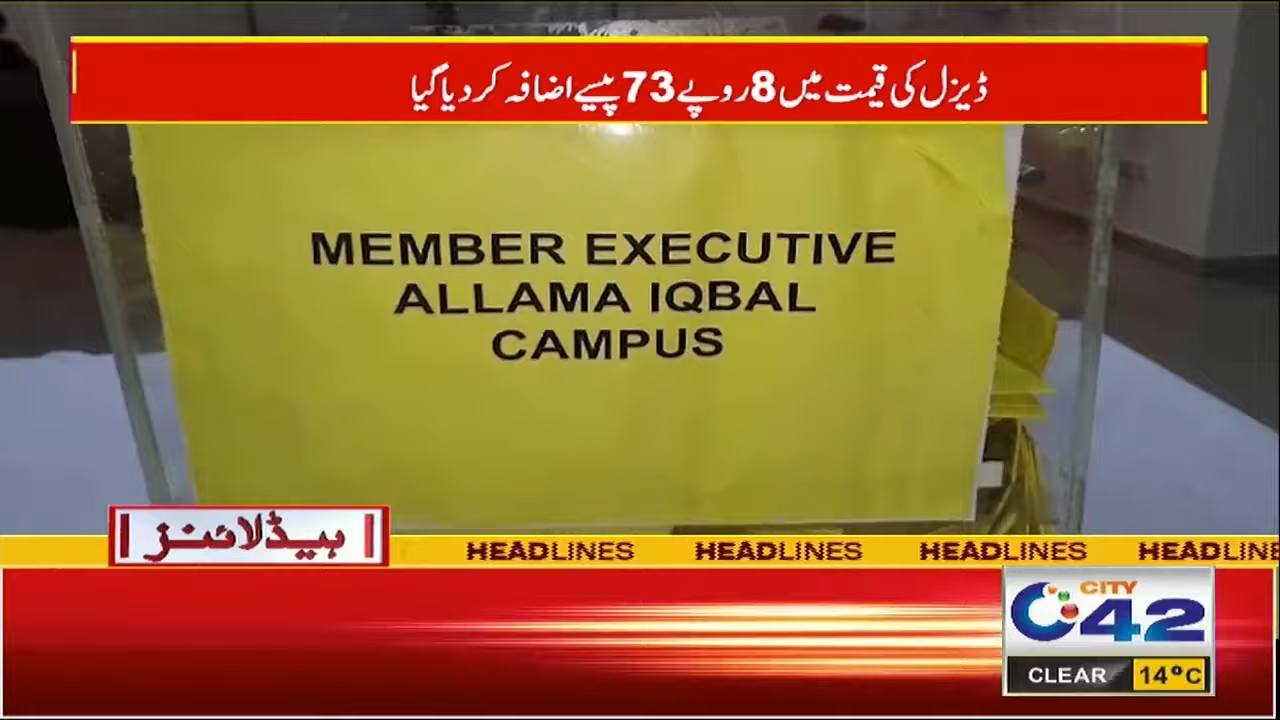 ڈیزل کی قیمت میں 8 روپے 73 پیسے اضافہ کر دیا گیا
MEMBER EXECUTIVE
ALLAMA IQBAL
CAMPUS
ہیڈلائنز
HEADLINES HEADLINES HEADLINES HEADLINE
CITY
42
CLEAR 14°C